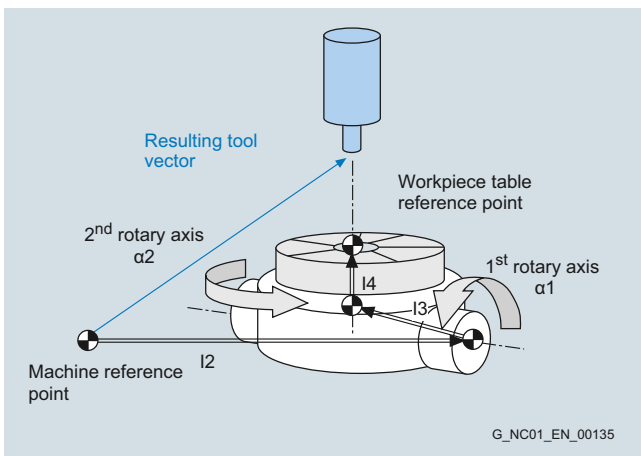 Resulting tool
vector
Workpiece table
reference point
2nd rotary axis
α2
1st rotary axis
α1
I4
I3
I2
Machine reference
point
G_NC01_EN_00135